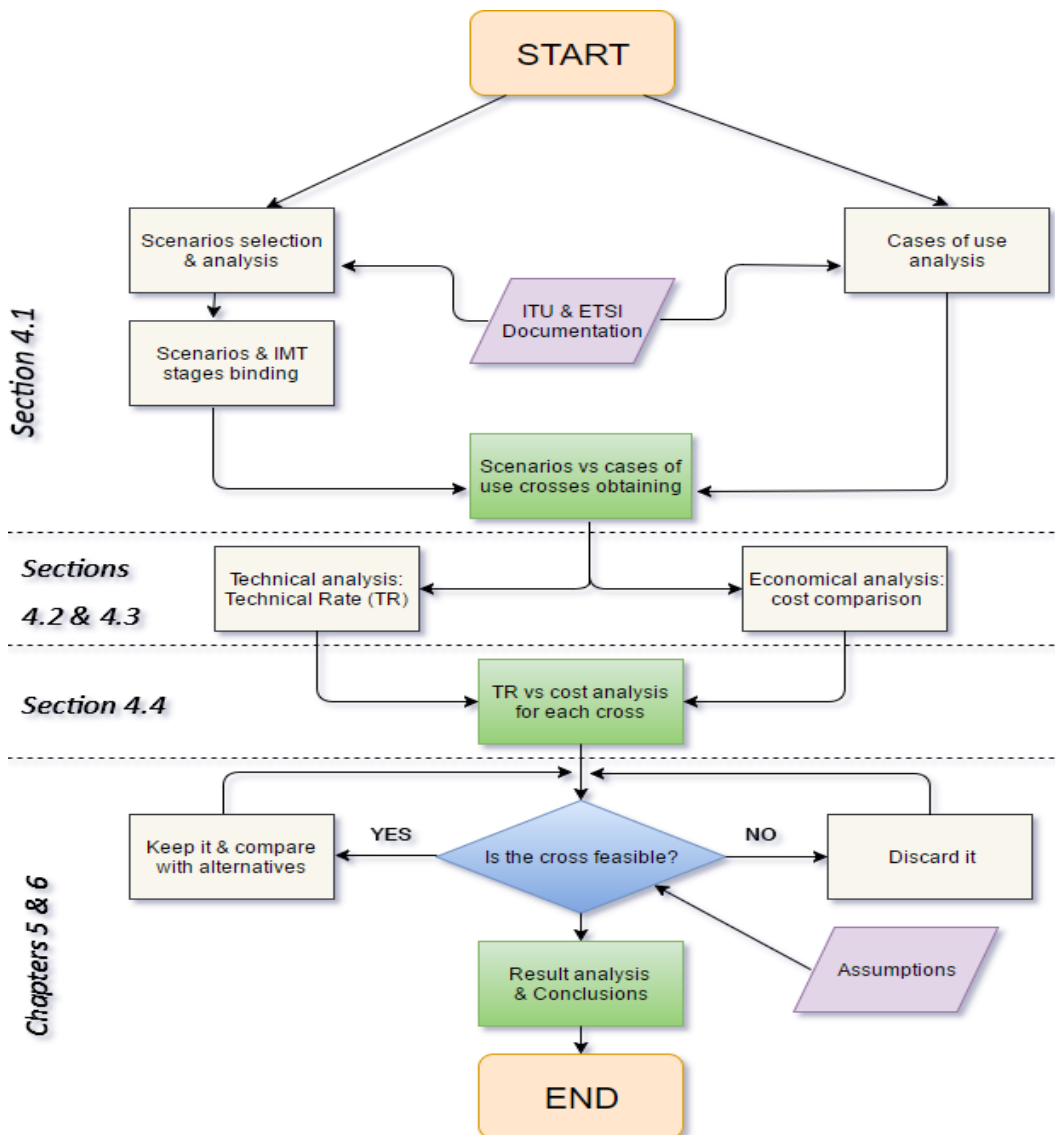 START
Scenarios selection
& analysis
Cases of use
analysis
ITU & ETSI
Documentation
Section 4.1
Scenarios & IMT
stages binding
Scenarios vs cases of
use crosses obtaining
Sections
4.2 & 4.3
Technical analysis:
Technical Rate (TR)
Economical analysis:
cost comparison
Section 4.4
TR vs cost analysis
for each cross
Chapters 5 & 6
Keep it & compare
with alternatives
YES
Is the cross feasible?
NO
Discard it
Result analysis
& Conclusions
Assumptions
END